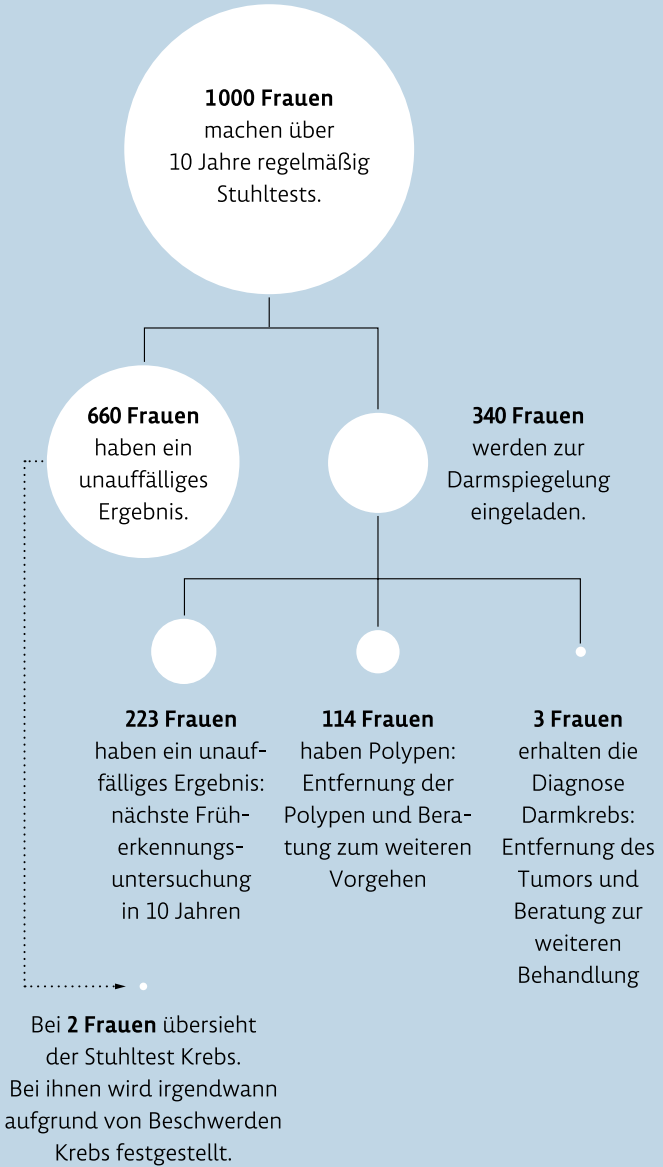 1000 Frauen
machen über
10 Jahre regelmäßig
Stuhltests.
660 Frauen
haben ein
unauffälliges
Ergebnis.
340 Frauen
werden zur
Darmspiegelung
eingeladen.
223 Frauen
haben ein unauf-
fälliges Ergebnis:
nächste Früh-
erkennungs-
untersuchung
in 10 Jahren
114 Frauen
haben Polypen:
Entfernung der
Polypen und Bera-
tung zum weiteren
Vorgehen
3 Frauen
erhalten die
Diagnose
Darmkrebs:
Entfernung des
Tumors und
Beratung zur
weiteren
Behandlung
Bei 2 Frauen übersieht
der Stuhltest Krebs.
Bei ihnen wird irgendwann
aufgrund von Beschwerden
Krebs festgestellt.